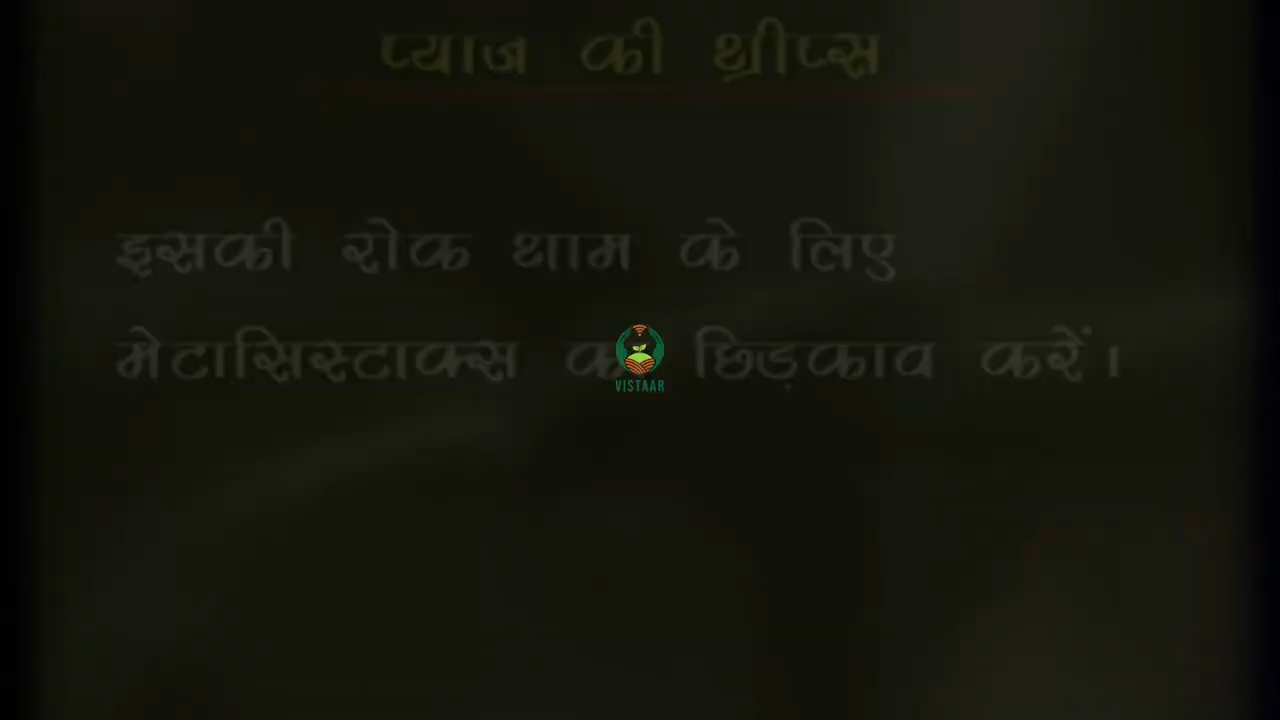 प्याज की थ्रीप्स
इसकी रोक थाम के लिए
मेटासिस्टाक्स का छिड़काव करें।
VISTAAR